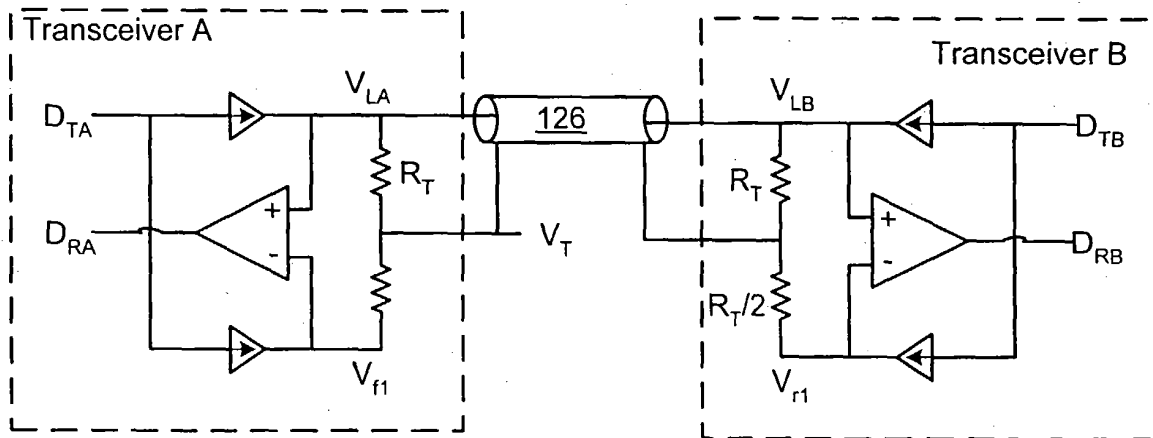 Transceiver A
Transceiver B
V_LA
V_LB
D_TA
126
D_TB
R_T
R_T
+
+
D_RA
V_T
D_RB
-
-
R_T/2
V_f1
V_r1